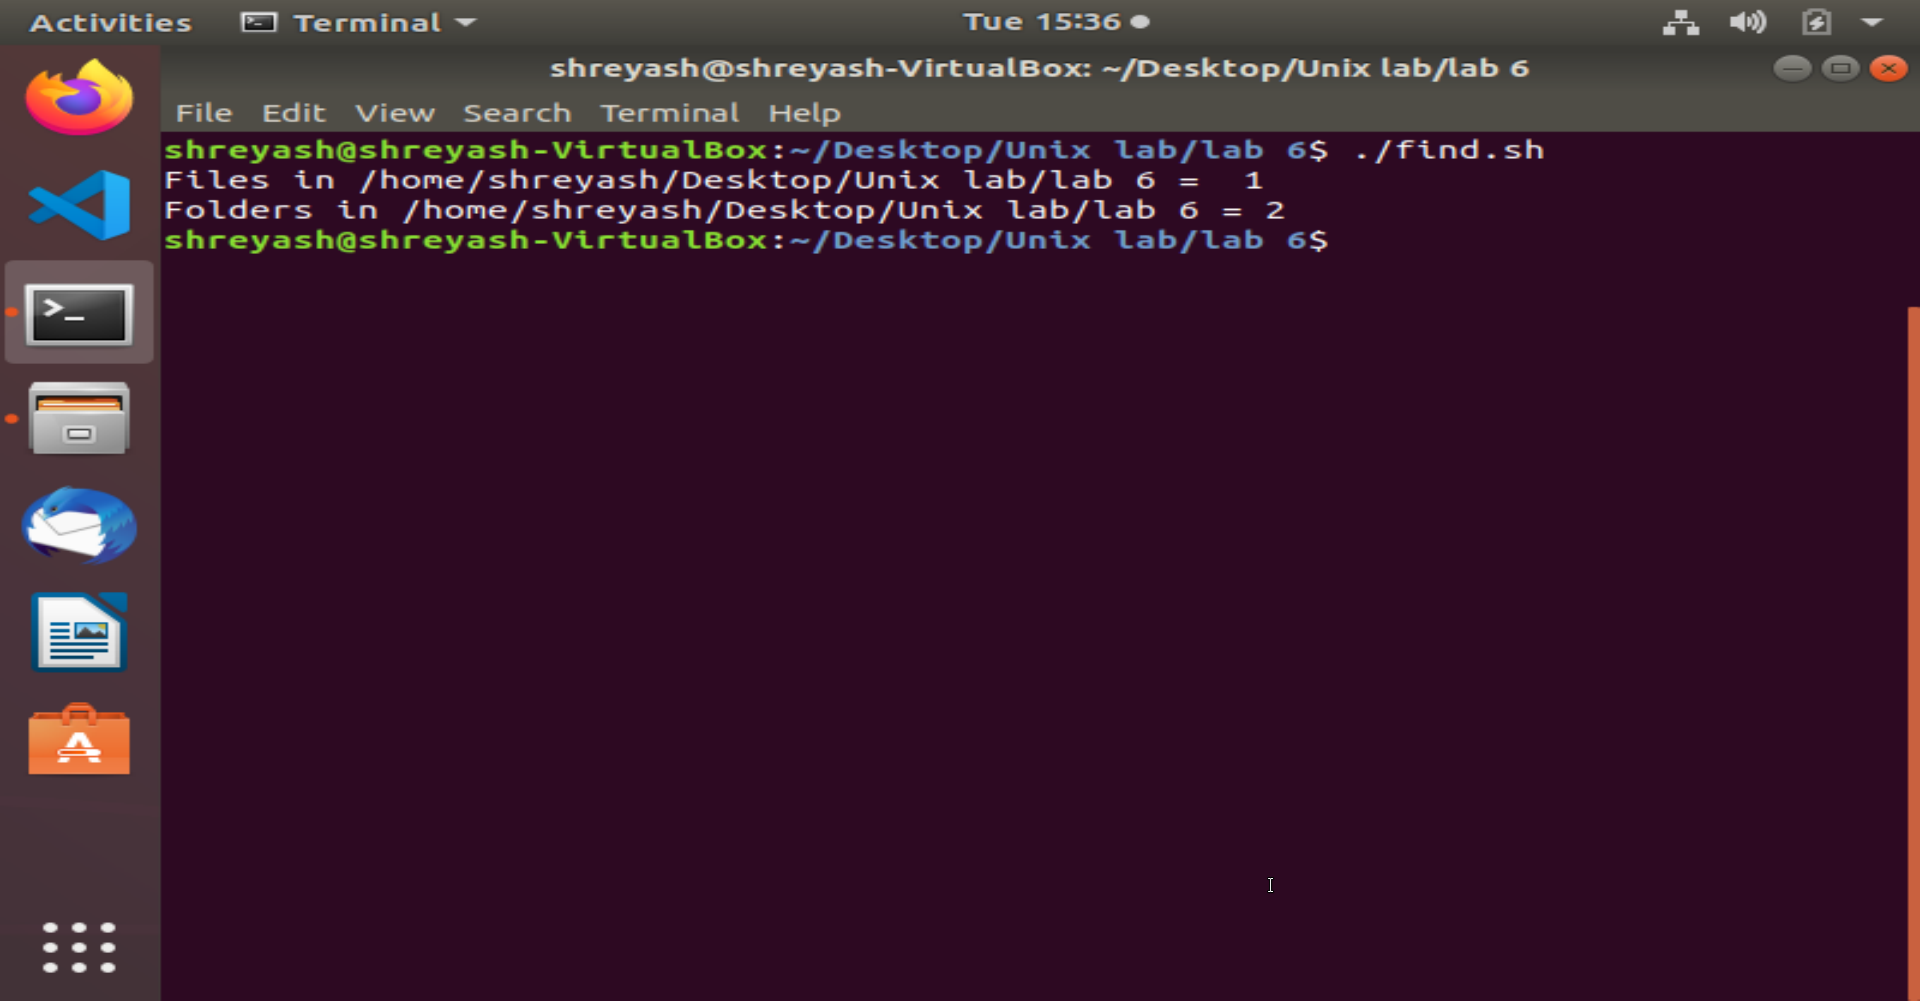 Activities Terminal Tue 15:36
shreyash@shreyash-VirtualBox: ~/Desktop/Unix lab/lab 6
File Edit View Search Terminal Help
shreyash@shreyash-VirtualBox:~/Desktop/Unix lab/lab 6$ ./find.sh
Files in /home/shreyash/Desktop/Unix lab/lab 6 =  1
Folders in /home/shreyash/Desktop/Unix lab/lab 6 = 2
shreyash@shreyash-VirtualBox:~/Desktop/Unix lab/lab 6$